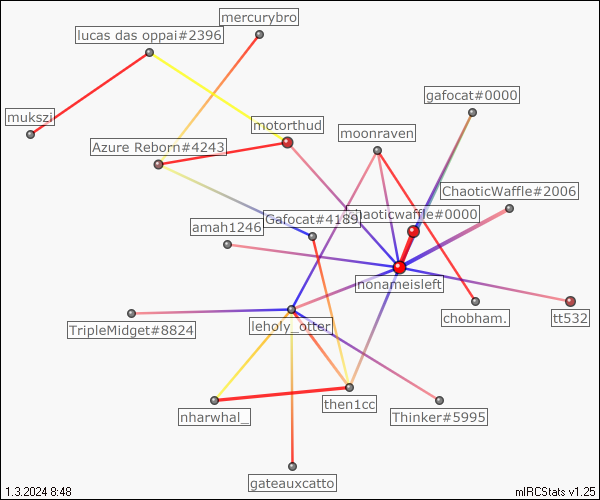 mercurybro
lucas das oppai#2396
gafocat#0000
mukszi
motorthud
moonraven
Azure Reborn#4243
ChaoticWaffle#2006
Gafocat#4189
chaoticwaffle#0000
amah1246
nonameisleft
TripleMidget#8824
leholy_otter
chobham.
tt532
then1cc
nharwhal_
Thinker#5995
gateauxcatto
1.3.2024 8:48
mIRCStats v1.25